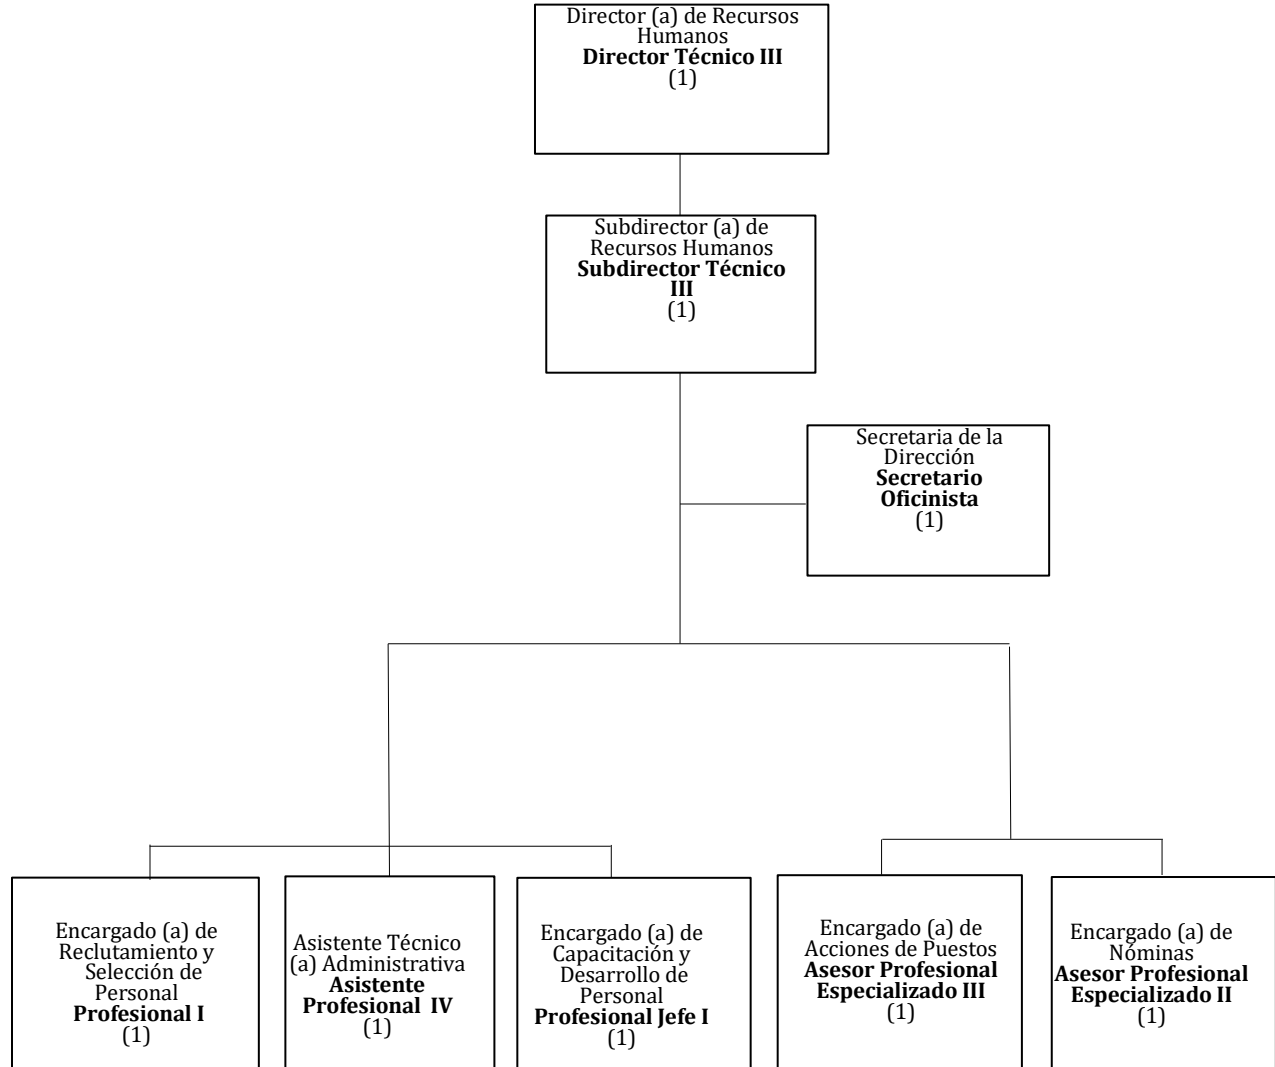 Director (a) de Recursos
Humanos
Director Técnico III
(1)
Subdirector (a) de
Recursos Humanos
Subdirector Técnico
III
(1)
Secretaria de la
Dirección
Secretario
Oficinista
(1)
Encargado (a) de
Reclutamiento y
Selección de
Personal
Profesional I
(1)
Asistente Técnico
(a) Administrativa
Asistente
Profesional IV
(1)
Encargado (a) de
Capacitación y
Desarrollo de
Personal
Profesional Jefe I
(1)
Encargado (a) de
Acciones de Puestos
Asesor Profesional
Especializado III
(1)
Encargado (a) de
Nóminas
Asesor Profesional
Especializado II
(1)